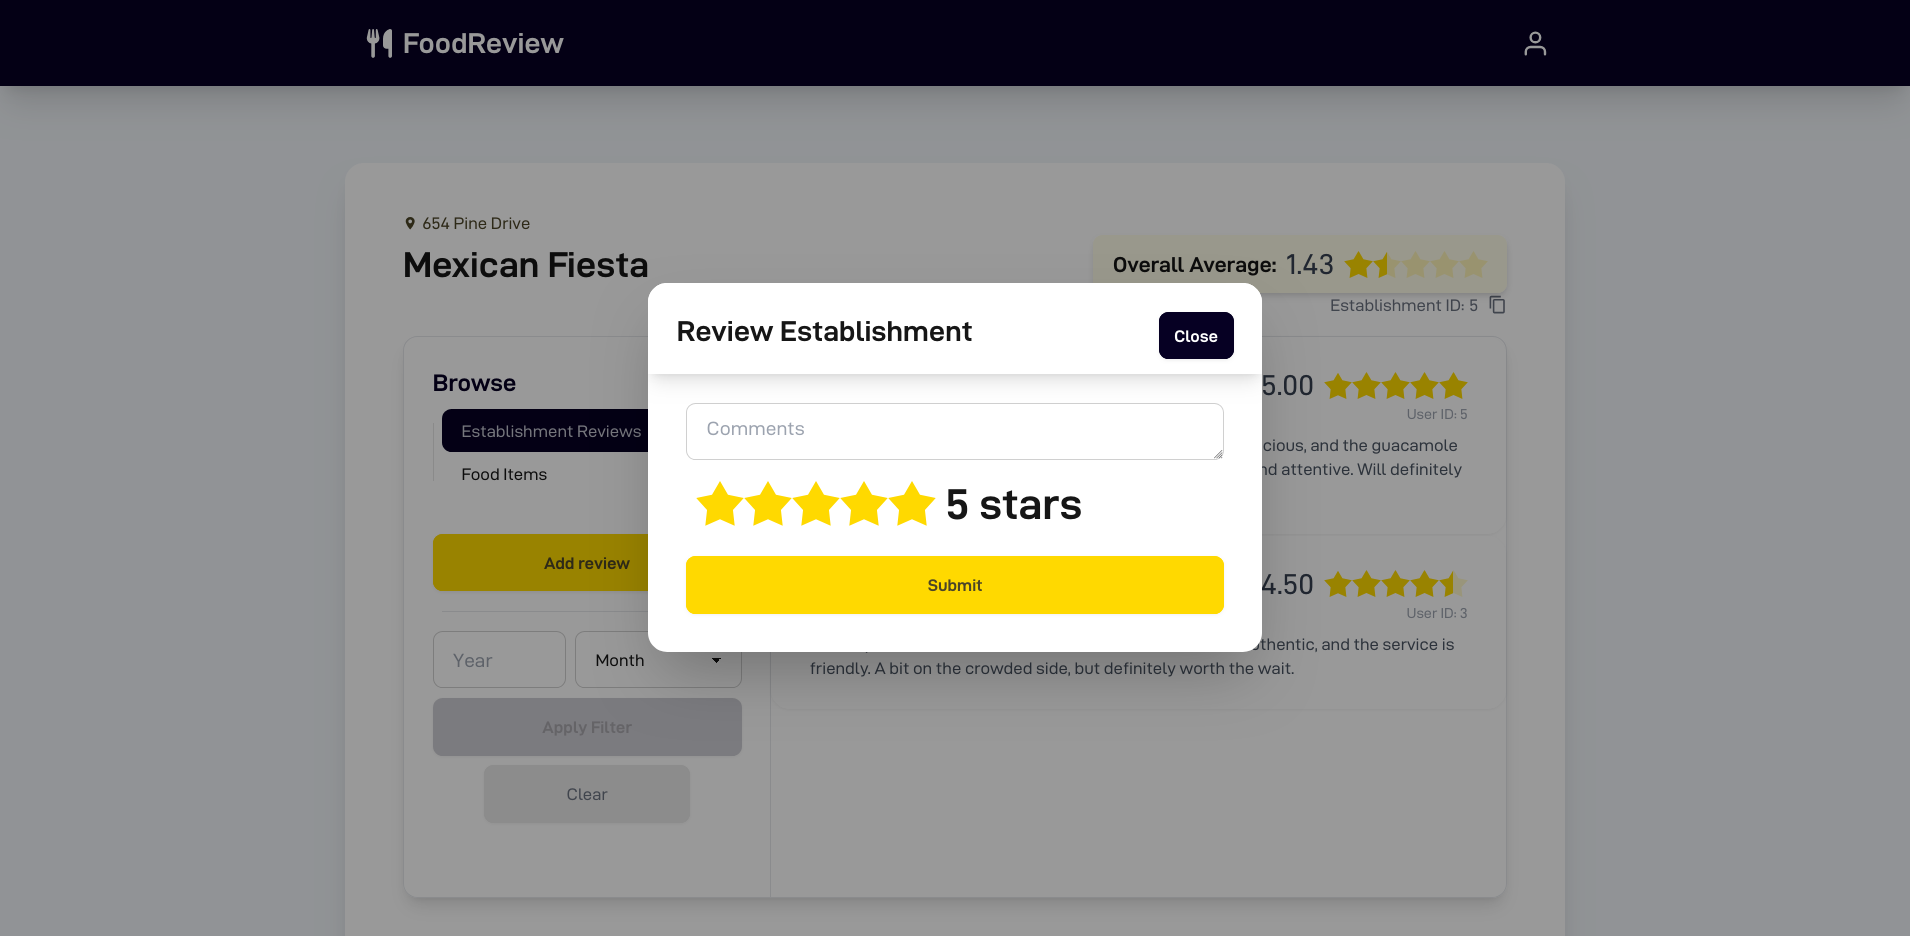 FoodReview
654 Pine Drive
Mexican Fiesta
Overall Average: 1.43
Establishment ID: 5
Review Establishment
Close
Comments
5 stars
Submit
Browse
Establishment Reviews
Food Items
Add review
Year
Month
Apply Filter
Clear
5.00
User ID: 5
and the guacamole
attentive. Will definitely
4.50
User ID: 3
and the service is
friendly. A bit on the crowded side, but definitely worth the wait.